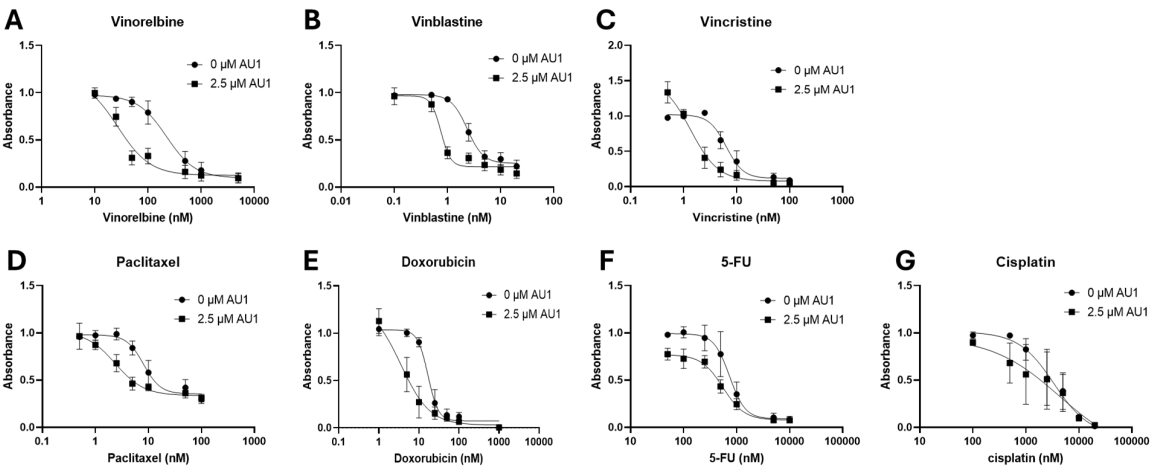 A
Vinorelbine
Absorbance
1.5
1.0
0.5
0.0
1
10
100
1000
10000
Vinorelbine (nM)
0 µM AU1
2.5 µM AU1
B
Vinblastine
Absorbance
1.5
1.0
0.5
0.0
0.01
0.1
1
10
100
Vinblastine (nM)
0 µM AU1
2.5 µM AU1
C
Vincristine
Absorbance
2.0
1.5
1.0
0.5
0.0
0.1
1
10
100
1000
Vincristine (nM)
0 µM AU1
2.5 µM AU1
D
Paclitaxel
Absorbance
1.5
1.0
0.5
0.0
0.1
1
10
100
1000
Paclitaxel (nM)
0 µM AU1
2.5 µM AU1
E
Doxorubicin
Absorbance
1.5
1.0
0.5
0.0
0.1
1
10
100
1000
10000
Doxorubicin (nM)
0 µM AU1
2.5 µM AU1
F
5-FU
Absorbance
1.5
1.0
0.5
0.0
10
100
1000
10000
100000
5-FU (nM)
0 µM AU1
2.5 µM AU1
G
Cisplatin
Absorbance
1.5
1.0
0.5
0.0
10
100
1000
10000
100000
cisplatin (nM)
0 µM AU1
2.5 µM AU1